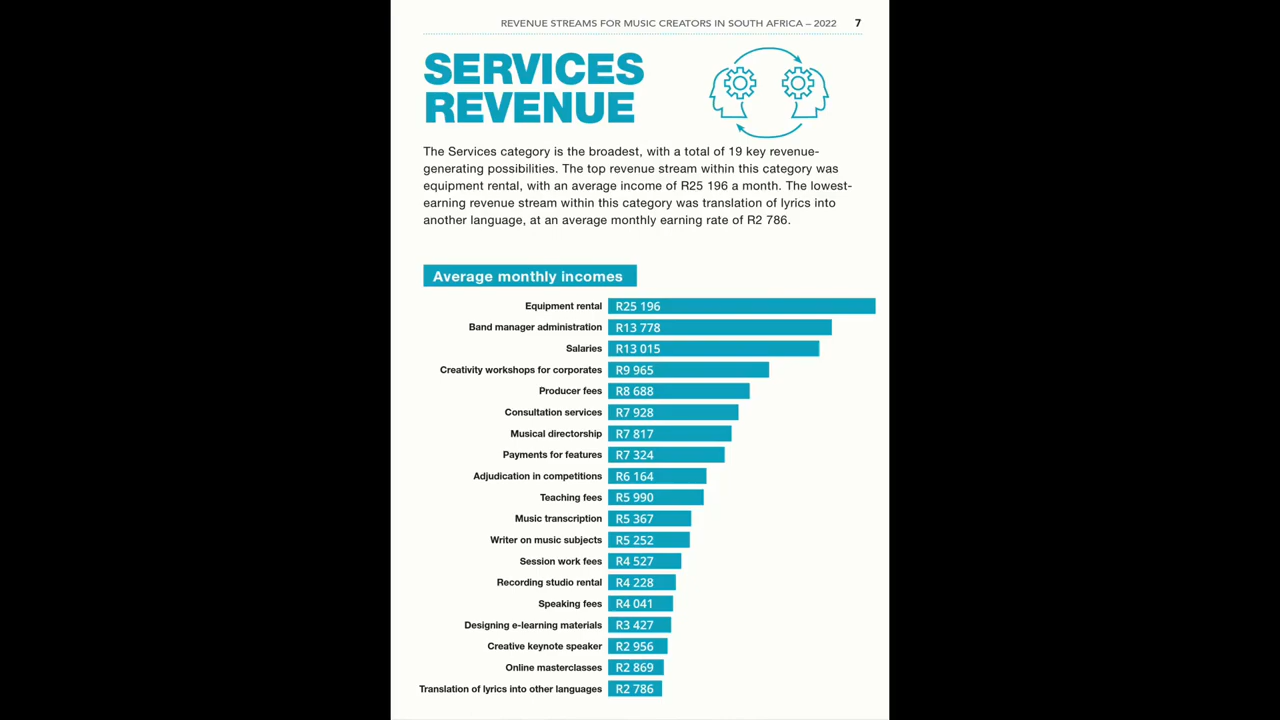 REVENUE STREAMS FOR MUSIC CREATORS IN SOUTH AFRICA – 2022 7
SERVICES
REVENUE
The Services category is the broadest, with a total of 19 key revenue-
generating possibilities. The top revenue stream within this category was
equipment rental, with an average income of R25 196 a month. The lowest-
earning revenue stream within this category was translation of lyrics into
another language, at an average monthly earning rate of R2 786.
Average monthly incomes
Equipment rental R25 196
Band manager administration R13 778
Salaries R13 015
Creativity workshops for corporates R9 965
Producer fees R8 688
Consultation services R7 928
Musical directorship R7 817
Payments for features R7 324
Adjudication in competitions R6 164
Teaching fees R5 990
Music transcription R5 367
Writer on music subjects R5 252
Session work fees R4 527
Recording studio rental R4 228
Speaking fees R4 041
Designing e-learning materials R3 427
Creative keynote speaker R2 956
Online masterclasses R2 869
Translation of lyrics into other languages R2 786